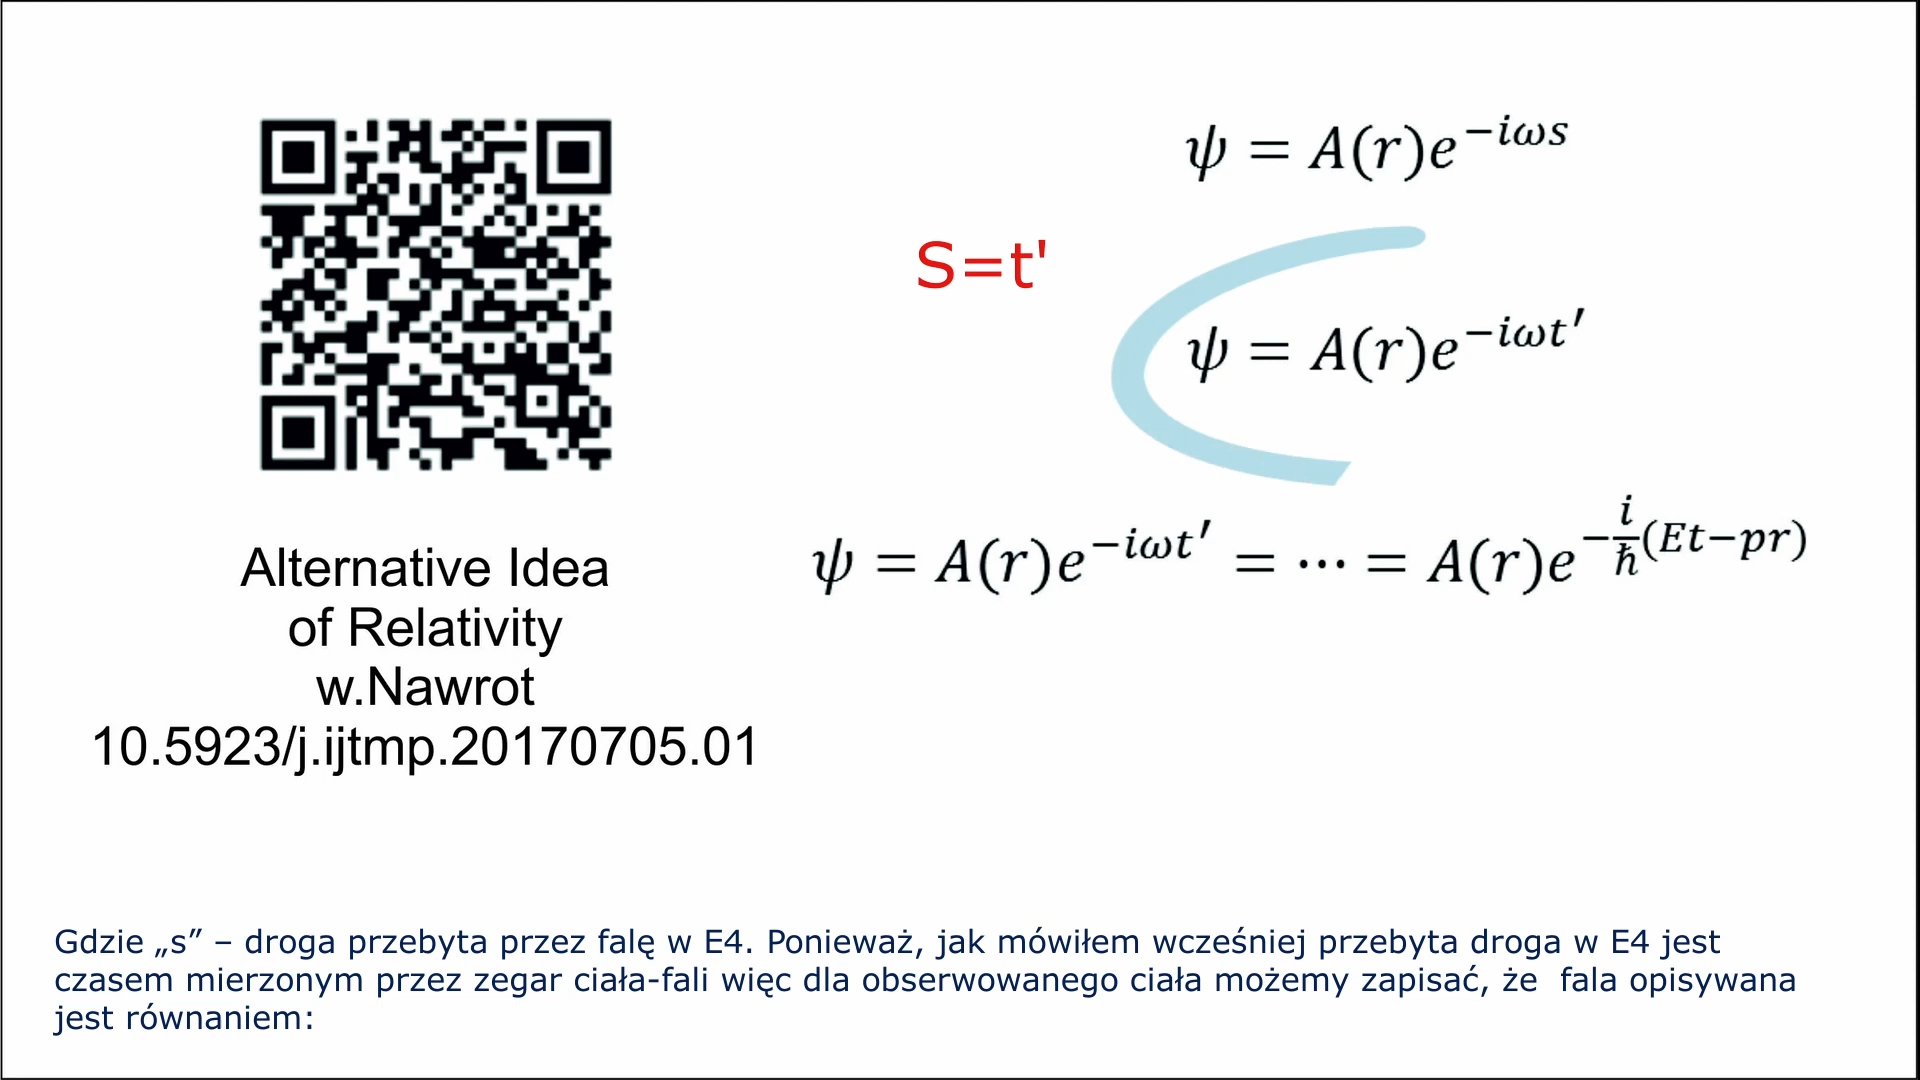 Alternative Idea
of Relativity
w.Nawrot
10.5923/j.ijtmp.20170705.01
ψ = A(r)e^{−iωs}
S=t'
ψ = A(r)e^{−iωt′}
ψ = A(r)e^{−iωt′} = ⋯ = A(r)e^{−\frac{i}{ℏ}(Et−pr)}
Gdzie „s” – droga przebyta przez falę w E4. Ponieważ, jak mówiłem wcześniej przebyta droga w E4 jest
czasem mierzonym przez zegar ciała-fali więc dla obserwowanego ciała możemy zapisać, że  fala opisywana
jest równaniem: